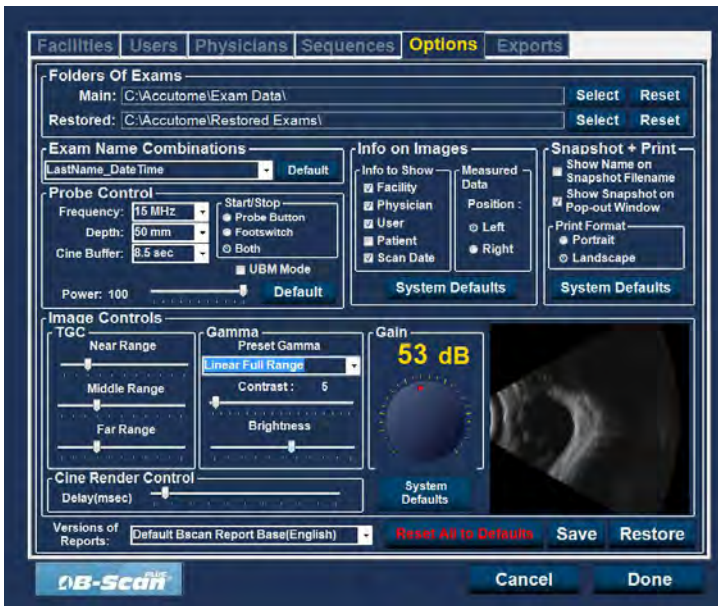 Facilities Users Physicians Sequences Options Exports
Folders Of Exams
Main: C:\Accutome\Exam Data\ Select Reset
Restored: C:\Accutome\Restored Exams\ Select Reset
Exam Name Combinations
LastName_DateTime Default
Probe Control
Frequency: 15 MHz
Depth: 50 mm
Cine Buffer: 8.5 sec
Start/Stop
Probe Button
Footswitch
Both
UBM Mode
Power: 100 Default
Info on Images
Info to Show
Facility
Physician
User
Patient
Scan Date
Measured
Data
Position :
Left
Right
System Defaults
Snapshot + Print
Show Name on
Snapshot Filename
Show Snapshot on
Pop-out Window
Print Format
Portrait
Landscape
System Defaults
Image Controls
TGC
Near Range
Middle Range
Far Range
Gamma
Preset Gamma
Linear Full Range
Contrast : 5
Brightness
Gain
53 dB
System
Defaults
Cine Render Control
Delay(msec)
Versions of
Reports:
Default Bscan Report Base(English)
Reset All to Defaults Save Restore
B-Scan PLUS
Cancel Done